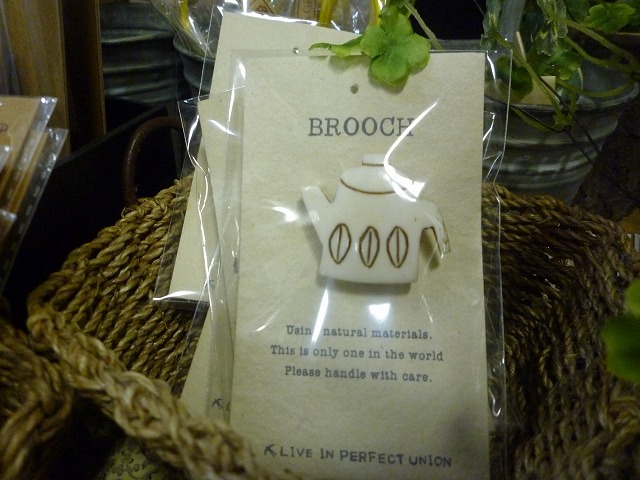 BROOCH
Using natural materials.
This is only one in the world
Please handle with care.
LIVE IN PERFECT UNION